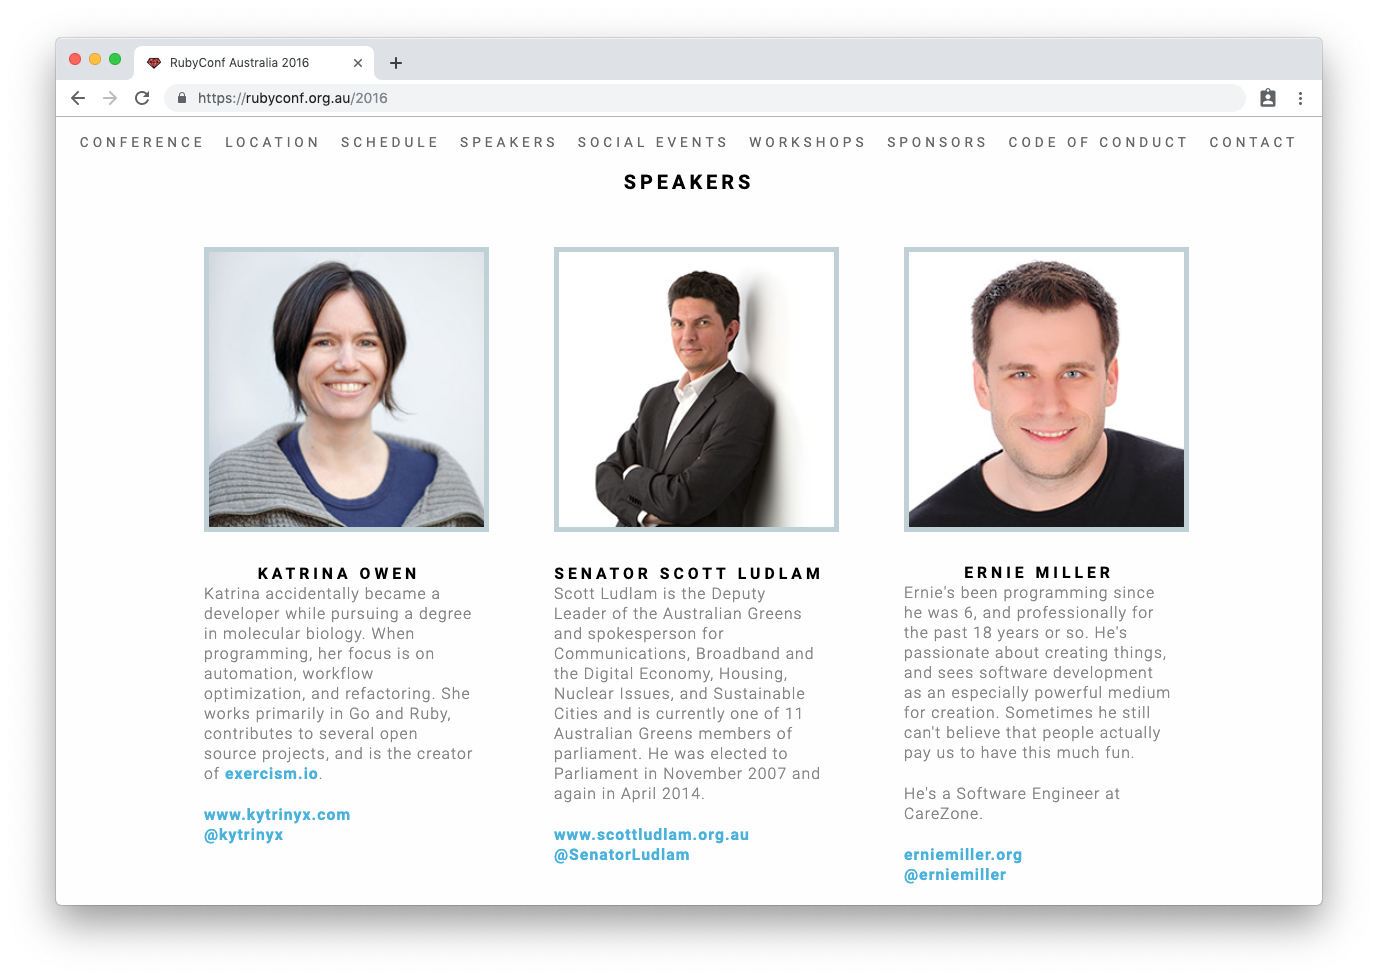 RubyConf Australia 2016
https://rubyconf.org.au/2016
CONFERENCE LOCATION SCHEDULE SPEAKERS SOCIAL EVENTS WORKSHOPS SPONSORS CODE OF CONDUCT CONTACT
SPEAKERS
KATRINA OWEN
Katrina accidentally became a
developer while pursuing a degree
in molecular biology. When
programming, her focus is on
automation, workflow
optimization, and refactoring. She
works primarily in Go and Ruby,
contributes to several open
source projects, and is the creator
of exercism.io.
www.kytrinyx.com
@kytrinyx
SENATOR SCOTT LUDLAM
Scott Ludlam is the Deputy
Leader of the Australian Greens
and spokesperson for
Communications, Broadband and
the Digital Economy, Housing,
Nuclear Issues, and Sustainable
Cities and is currently one of 11
Australian Greens members of
parliament. He was elected to
Parliament in November 2007 and
again in April 2014.
www.scottludlam.org.au
@SenatorLudlam
ERNIE MILLER
Ernie's been programming since
he was 6, and professionally for
the past 18 years or so. He's
passionate about creating things,
and sees software development
as an especially powerful medium
for creation. Sometimes he still
can't believe that people actually
pay us to have this much fun.
He's a Software Engineer at
CareZone.
erniemiller.org
@erniemiller